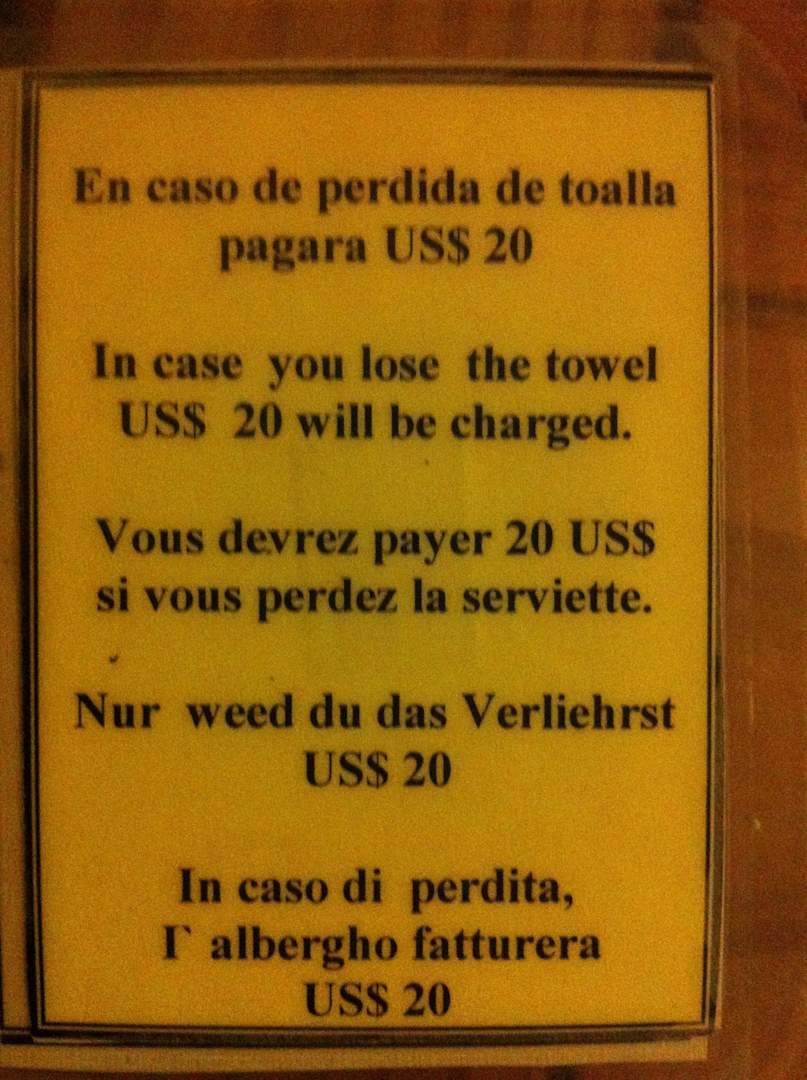 En caso de perdida de toalla
pagara US$ 20
In case you lose the towel
US$ 20 will be charged.
Vous devrez payer 20 US$
si vous perdez la serviette.
Nur weed du das Verliehrst
US$ 20
In caso di perdita,
I` albergho fatturera
US$ 20